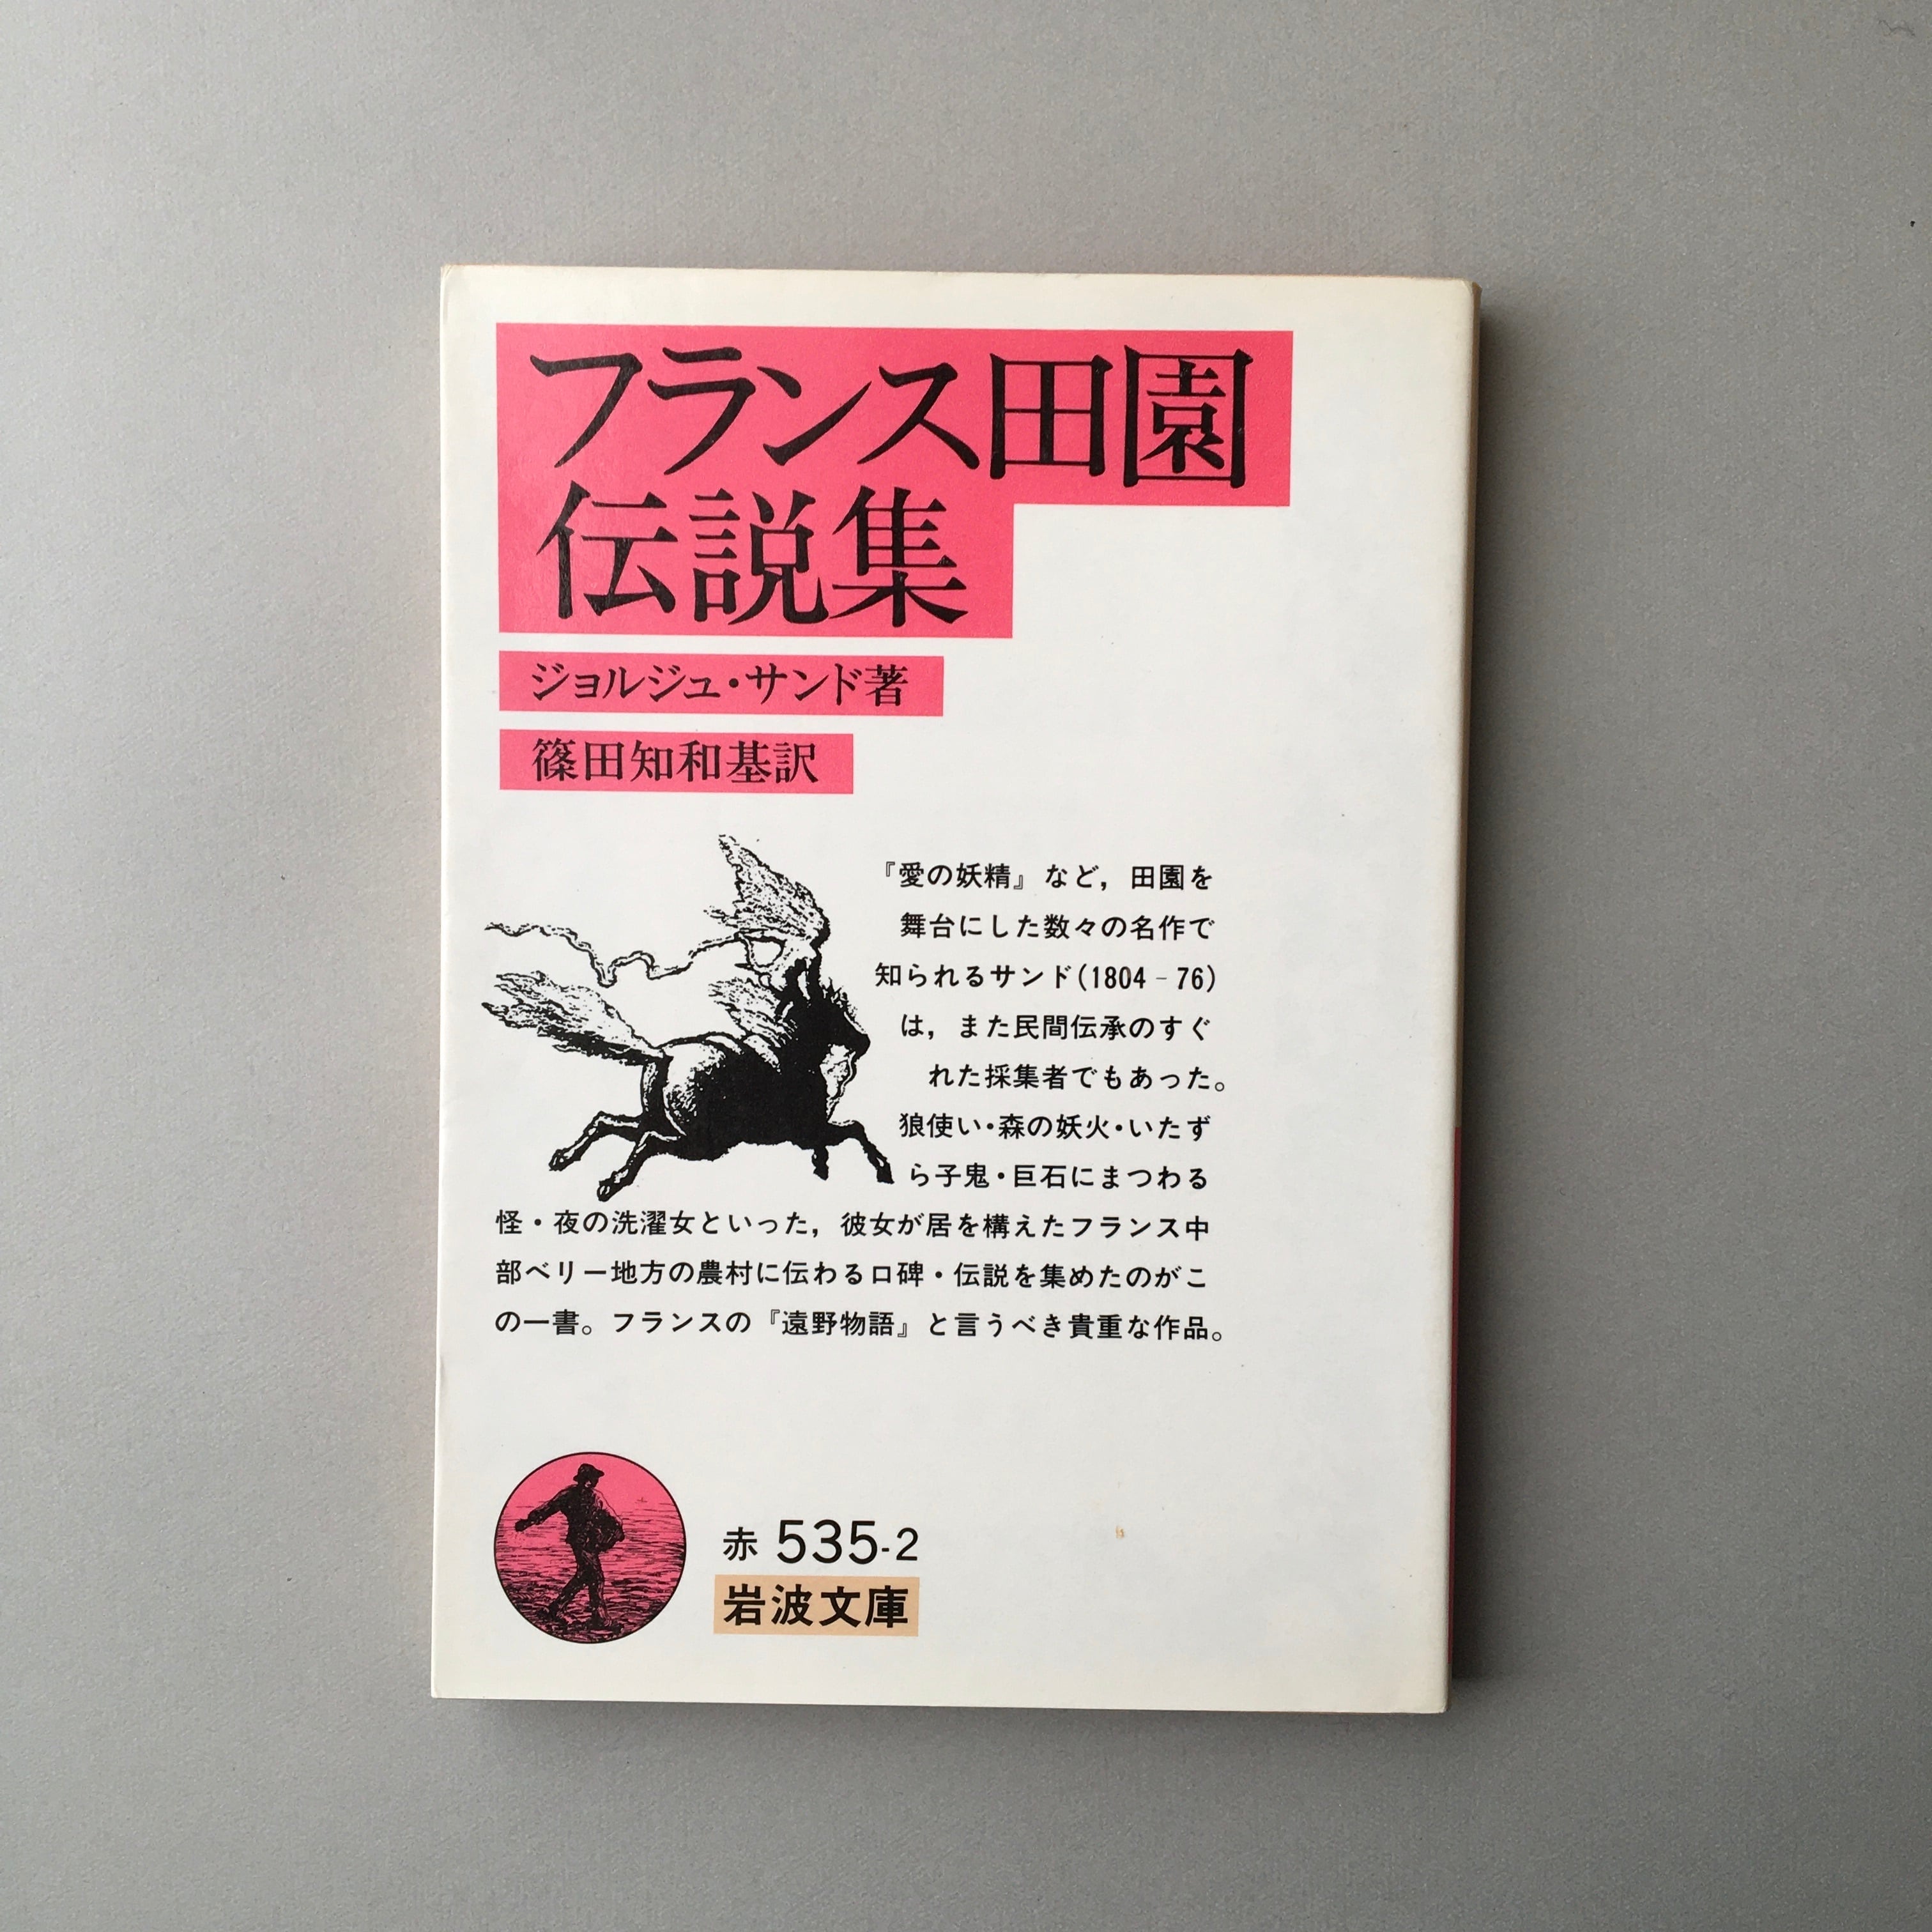 フランス田園
伝説集
ジョルジュ・サンド著
篠田知和基訳
『愛の妖精』など，田園を
舞台にした数々の名作で
知られるサンド(1804－76)
は，また民間伝承のすぐ
れた採集者でもあった。
狼使い・森の妖火・いたず
ら子鬼・巨石にまつわる
怪・夜の洗濯女といった，彼女が居を構えたフランス中
部ベリー地方の農村に伝わる口碑・伝説を集めたのがこ
の一書。フランスの『遠野物語』と言うべき貴重な作品。
赤 535-2
岩波文庫